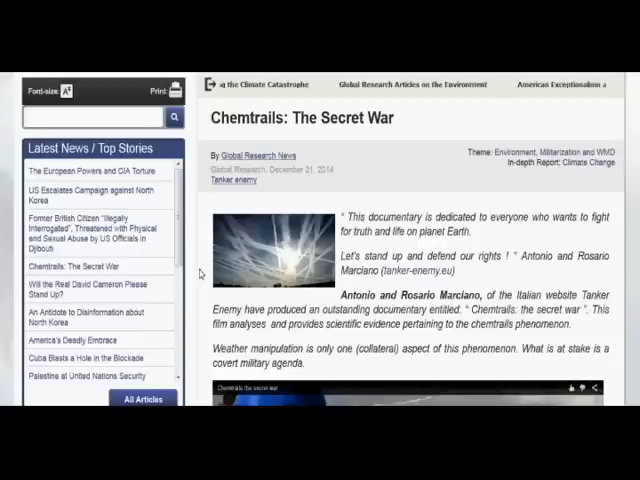 Font-size: A±
Print:
Latest News / Top Stories
The European Powers and CIA Torture
US Escalates Campaign against North
Korea
Former British Citizen "Illegally
Interrogated", Threatened with Physical
and Sexual Abuse by US Officials in
Djibouti
Chemtrails: The Secret War
Will the Real David Cameron Please
Stand Up?
An Antidote to Disinformation about
North Korea
America's Deadly Embrace
Cuba Blasts a Hole in the Blockade
Palestine at United Nations Security
All Articles
the Climate Catastrophe
Global Research Articles on the Environment
American Exceptionalism a
Chemtrails: The Secret War
By Global Research News
Global Research, December 21, 2014
Tanker enemy
Theme: Environment, Militarization and WMD
In-depth Report: Climate Change
" This documentary is dedicated to everyone who wants to fight
for truth and life on planet Earth.
Let's stand up and defend our rights ! " Antonio and Rosario
Marciano (tanker-enemy.eu)
Antonio and Rosario Marciano, of the Italian website Tanker
Enemy have produced an outstanding documentary entitled: " Chemtrails: the secret war ". This
film analyses and provides scientific evidence pertaining to the chemtrails phenomenon.
Weather manipulation is only one (collateral) aspect of this phenomenon. What is at stake is a
covert military agenda.
Chemtrails the secret war